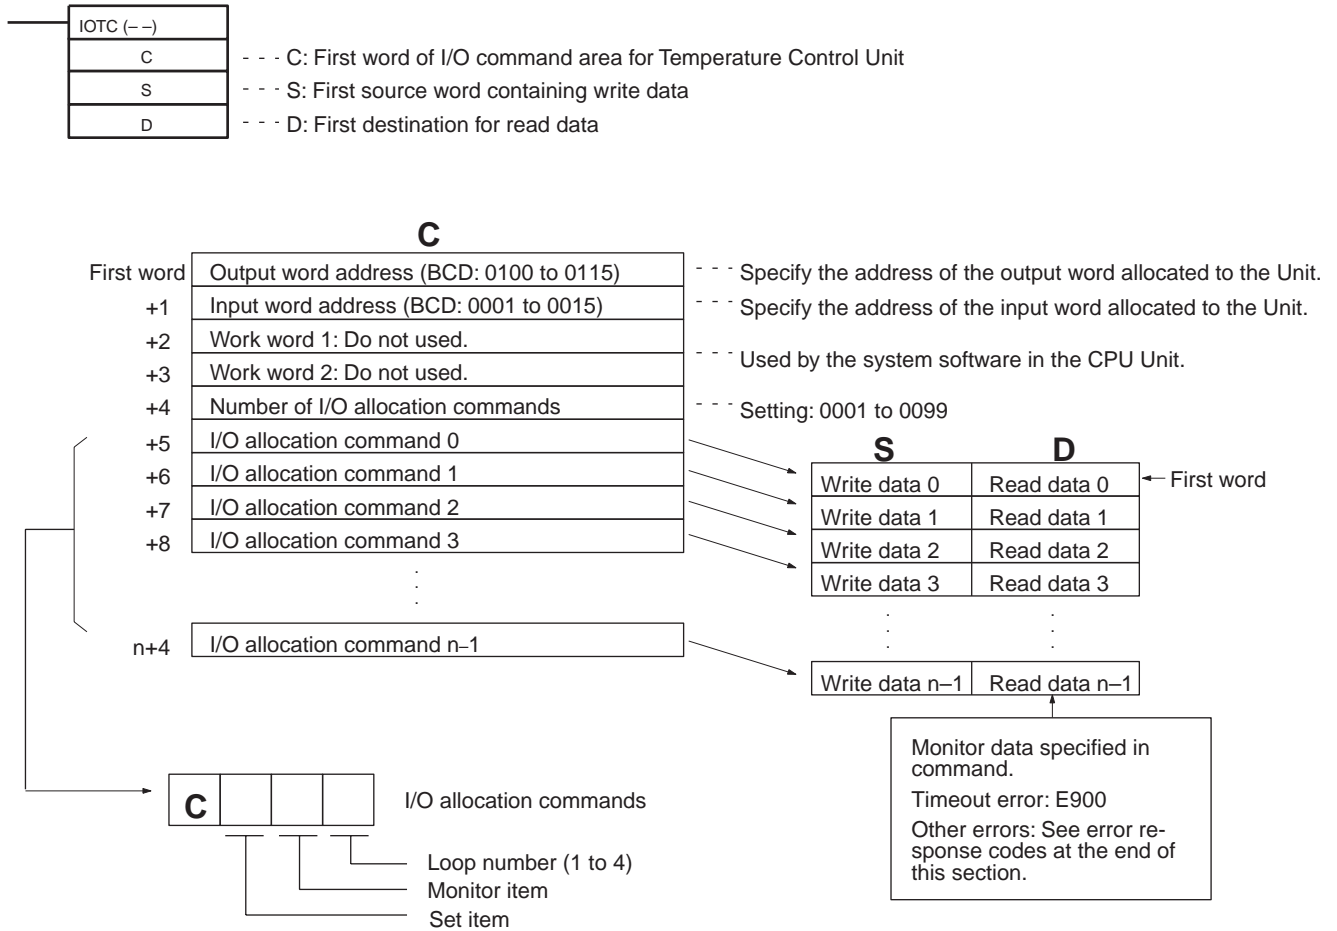 IOTC (– –)
C
C: First word of I/O command area for Temperature Control Unit
S
S: First source word containing write data
D
D: First destination for read data
C
First word
Output word address (BCD: 0100 to 0115)
Specify the address of the output word allocated to the Unit.
+1
Input word address (BCD: 0001 to 0015)
Specify the address of the input word allocated to the Unit.
+2
Work word 1: Do not used.
+3
Work word 2: Do not used.
Used by the system software in the CPU Unit.
+4
Number of I/O allocation commands
Setting: 0001 to 0099
+5
I/O allocation command 0
+6
I/O allocation command 1
+7
I/O allocation command 2
+8
I/O allocation command 3
n+4
I/O allocation command n–1
S
D
Write data 0
Read data 0
First word
Write data 1
Read data 1
Write data 2
Read data 2
Write data 3
Read data 3
Write data n–1
Read data n–1
Monitor data specified in
command.
Timeout error: E900
Other errors: See error re-
sponse codes at the end of
this section.
C
I/O allocation commands
Loop number (1 to 4)
Monitor item
Set item